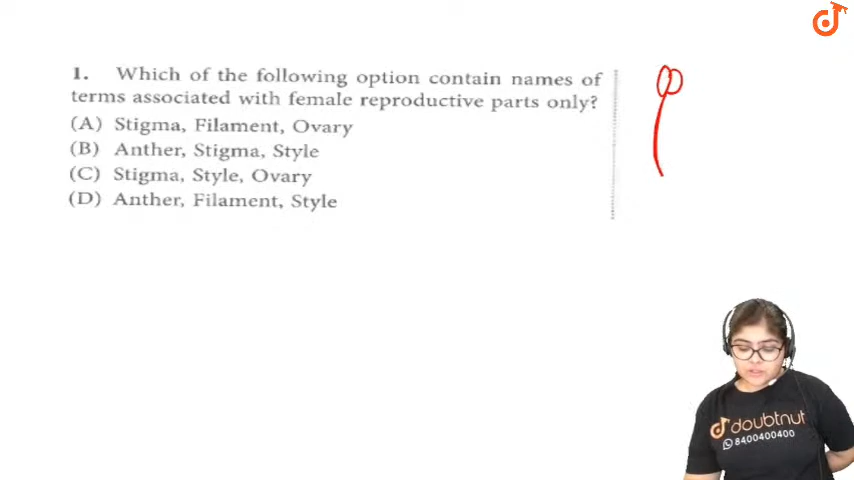 1. Which of the following option contain names of
terms associated with female reproductive parts only?
(A) Stigma, Filament, Ovary
(B) Anther, Stigma, Style
(C) Stigma, Style, Ovary
(D) Anther, Filament, Style
doubtnut
8400400400